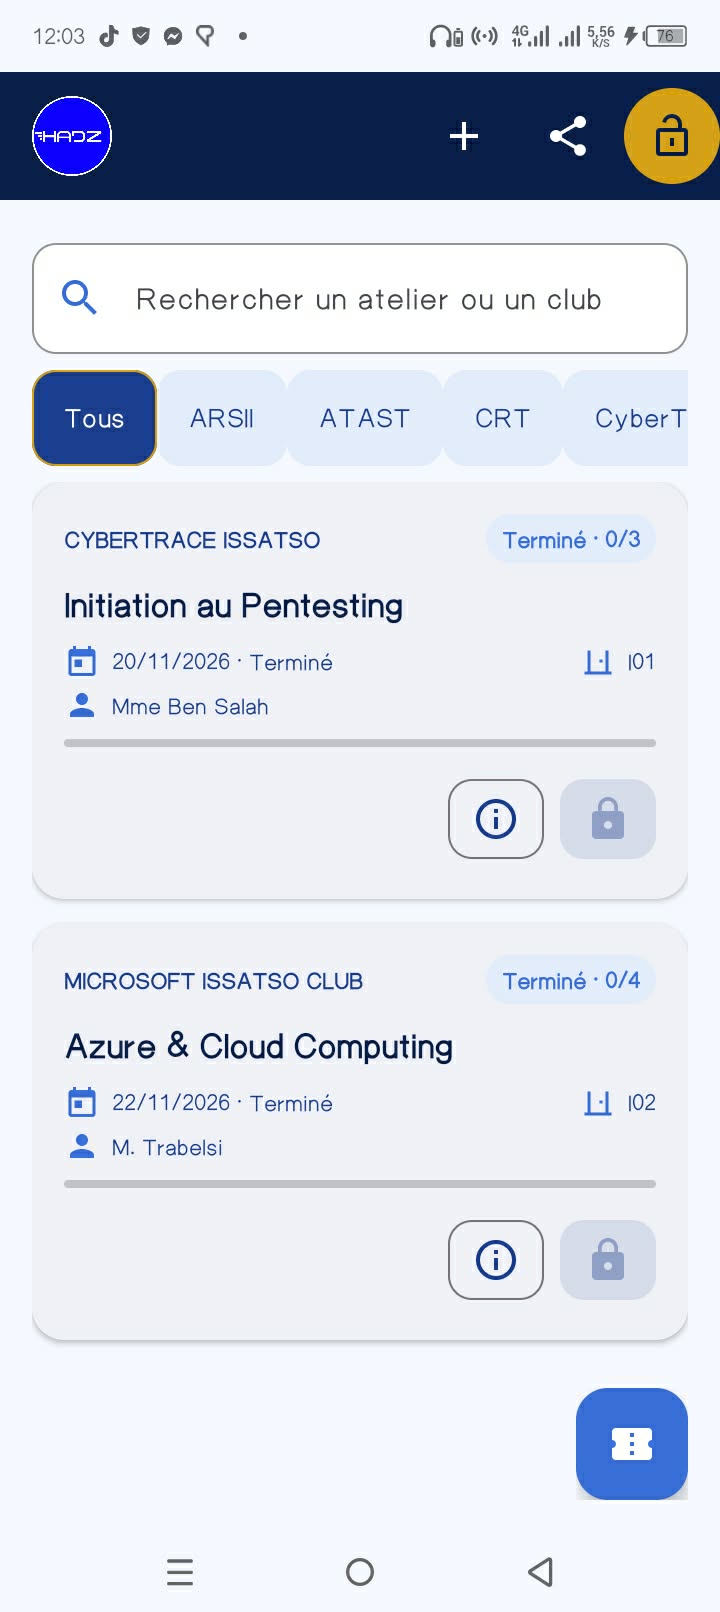 12:03
4G
5,56
K/S
76
HADZ
Rechercher un atelier ou un club
Tous
ARSII
ATAST
CRT
CyberT
CYBERTRACE ISSATSO
Terminé · 0/3
Initiation au Pentesting
20/11/2026 · Terminé
I01
Mme Ben Salah
MICROSOFT ISSATSO CLUB
Terminé · 0/4
Azure & Cloud Computing
22/11/2026 · Terminé
I02
M. Trabelsi